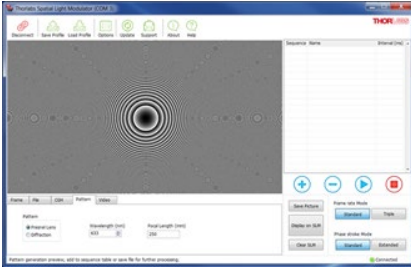 Thorlabs Spatial Light Modulator (COM 3)
Disconnect Save Profile Load Profile Options Update Support About Help
THORLABS
Sequence Name Interval [ms]
Frame File CGH Pattern Video
Pattern
Fresnel Lens
Diffraction
Wavelength [nm]
633
Focal Length [mm]
250
Save Picture
Display on SLM
Clear SLM
Frame rate Mode
Standard Triple
Phase stroke Mode
Standard Extended
Pattern generation preview, add to sequence table or save file for further processing.
Connected